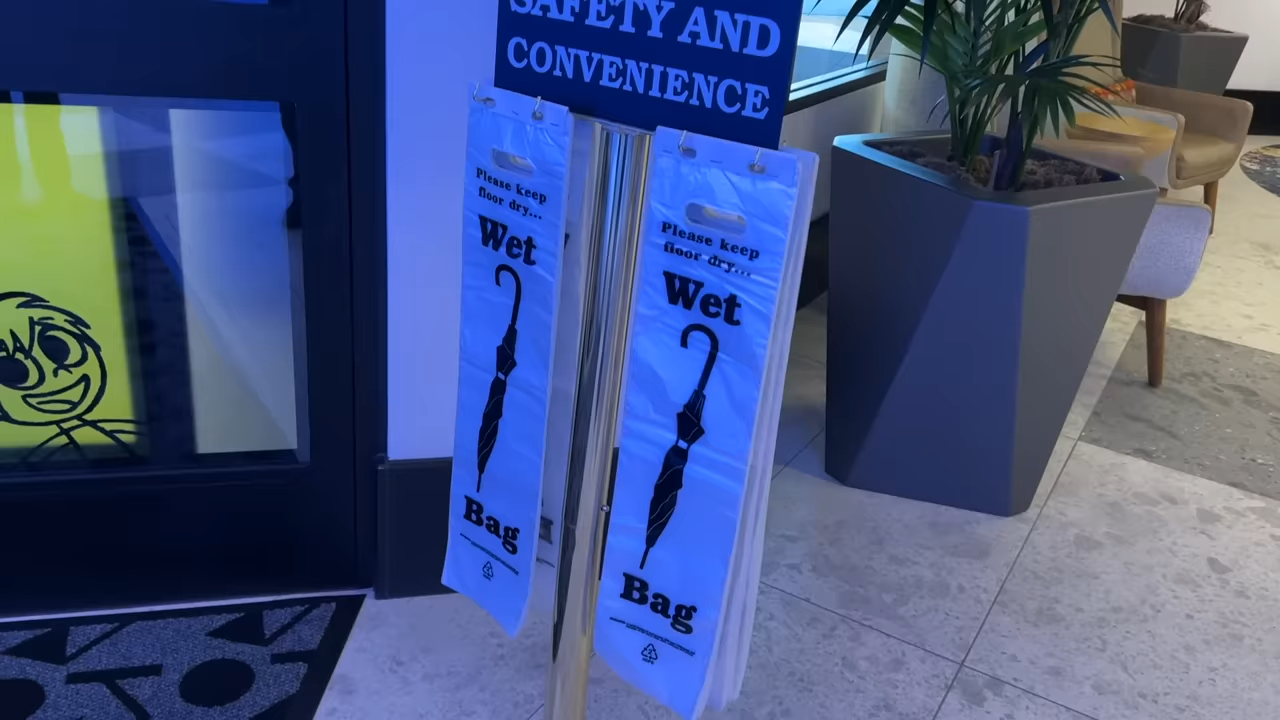 SAFETY AND
CONVENIENCE
Please keep
floor dry...
Wet
Bag
Please keep
floor dry...
Wet
Bag